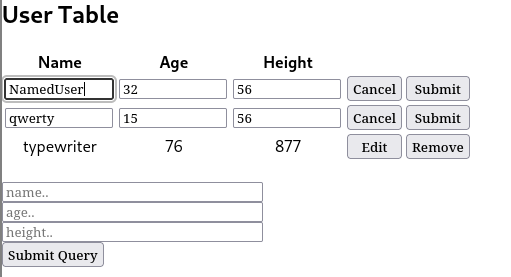 User Table
Name Age Height
NamedUser 32 56 Cancel Submit
qwerty 15 56 Cancel Submit
typewriter 76 877 Edit Remove
name..
age..
height..
Submit Query